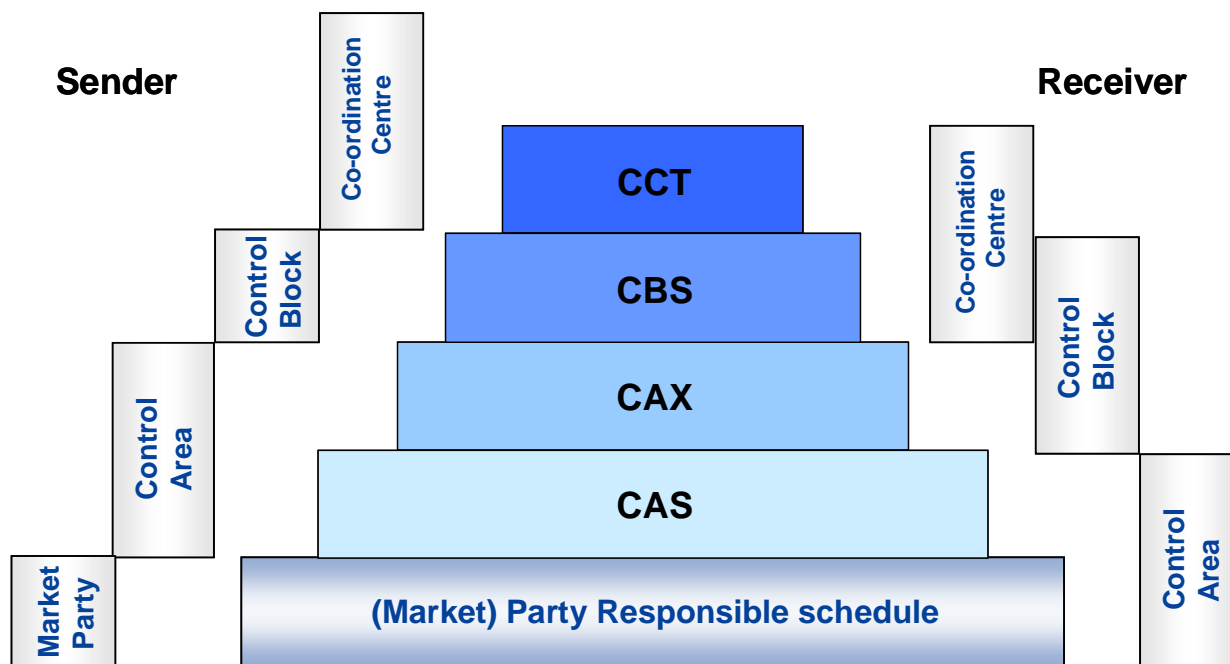 Sender
Receiver
Co-ordination
Centre
Control
Block
Control
Area
Market
Party
CCT
CBS
CAX
CAS
(Market) Party Responsible schedule
Co-ordination
Centre
Control
Block
Control
Area